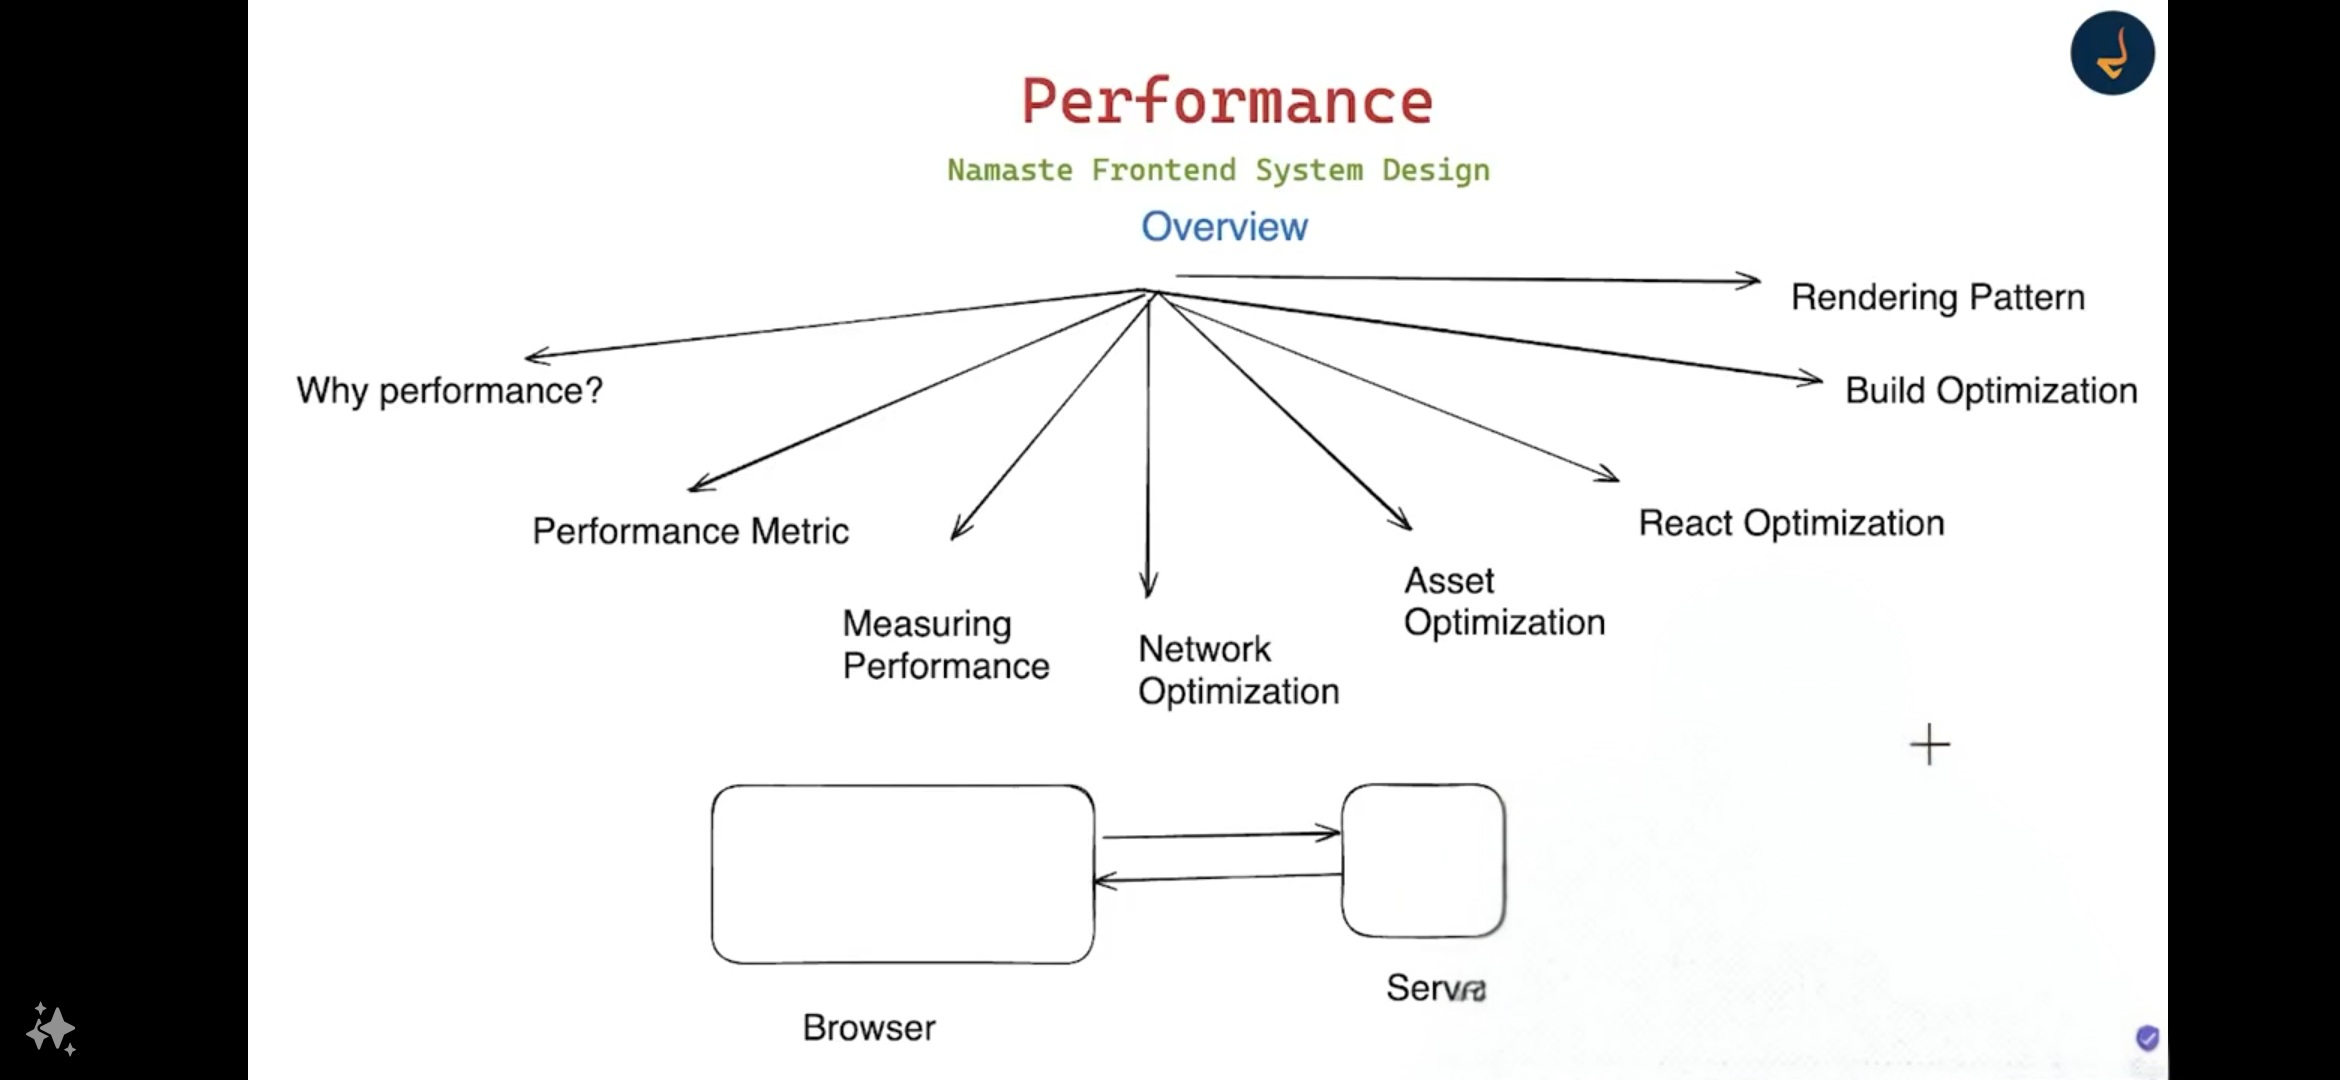 Performance
Namaste Frontend System Design
Overview
Rendering Pattern
Why performance?
Build Optimization
Performance Metric
React Optimization
Measuring
Performance
Network
Optimization
Asset
Optimization
Browser